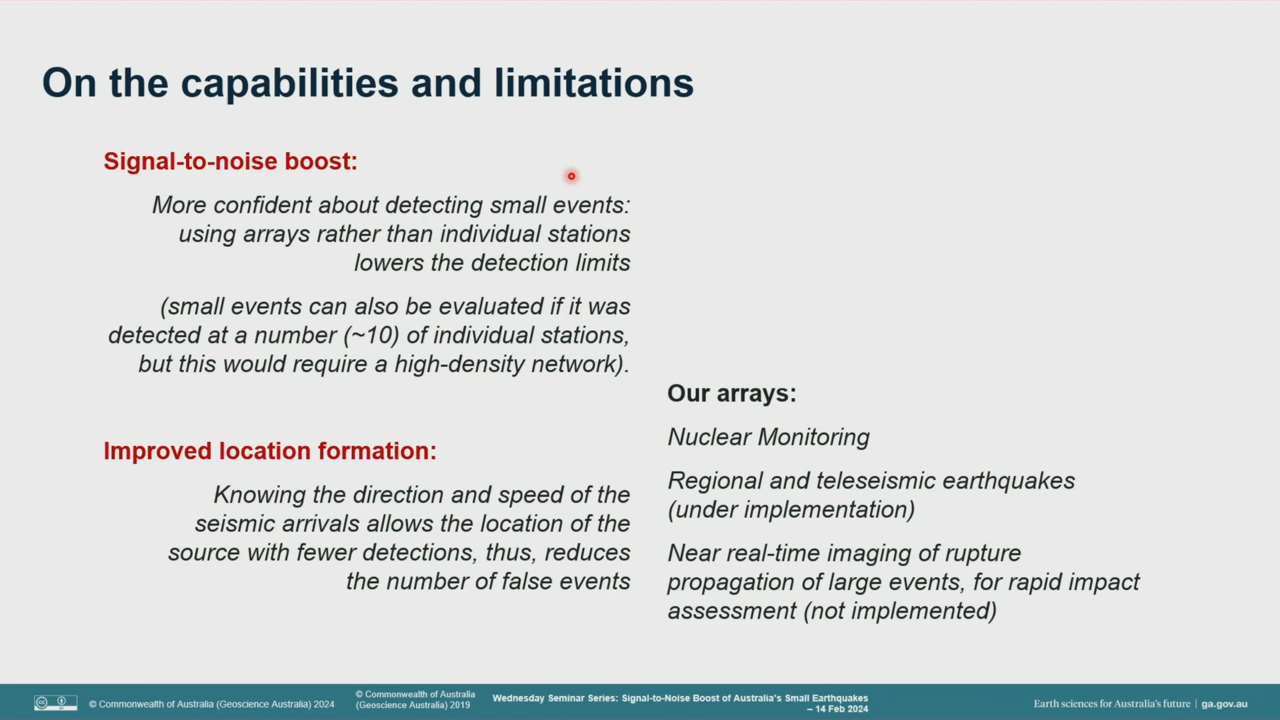 On the capabilities and limitations
Signal-to-noise boost:
More confident about detecting small events:
using arrays rather than individual stations
lowers the detection limits
(small events can also be evaluated if it was
detected at a number (~10) of individual stations,
but this would require a high-density network).
Improved location formation:
Knowing the direction and speed of the
seismic arrivals allows the location of the
source with fewer detections, thus, reduces
the number of false events
Our arrays:
Nuclear Monitoring
Regional and teleseismic earthquakes
(under implementation)
Near real-time imaging of rupture
propagation of large events, for rapid impact
assessment (not implemented)
© Commonwealth of Australia (Geoscience Australia) 2024
© Commonwealth of Australia
(Geoscience Australia) 2019
Wednesday Seminar Series: Signal-to-Noise Boost of Australia's Small Earthquakes
– 14 Feb 2024
Earth sciences for Australia's future | ga.gov.au